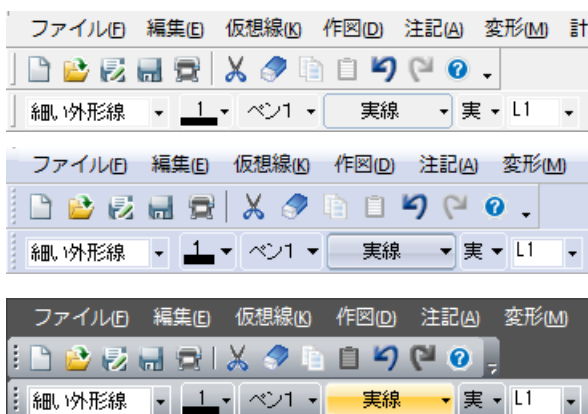 ファイル(F) 編集(E) 仮想線(K) 作図(D) 注記(A) 変形(M) 計
細い外形線 1 ペン1 実線 実 L1
ファイル(F) 編集(E) 仮想線(K) 作図(D) 注記(A) 変形(M)
細い外形線 1 ペン1 実線 実 L1
ファイル(F) 編集(E) 仮想線(K) 作図(D) 注記(A) 変形(M)
細い外形線 1 ペン1 実線 実 L1